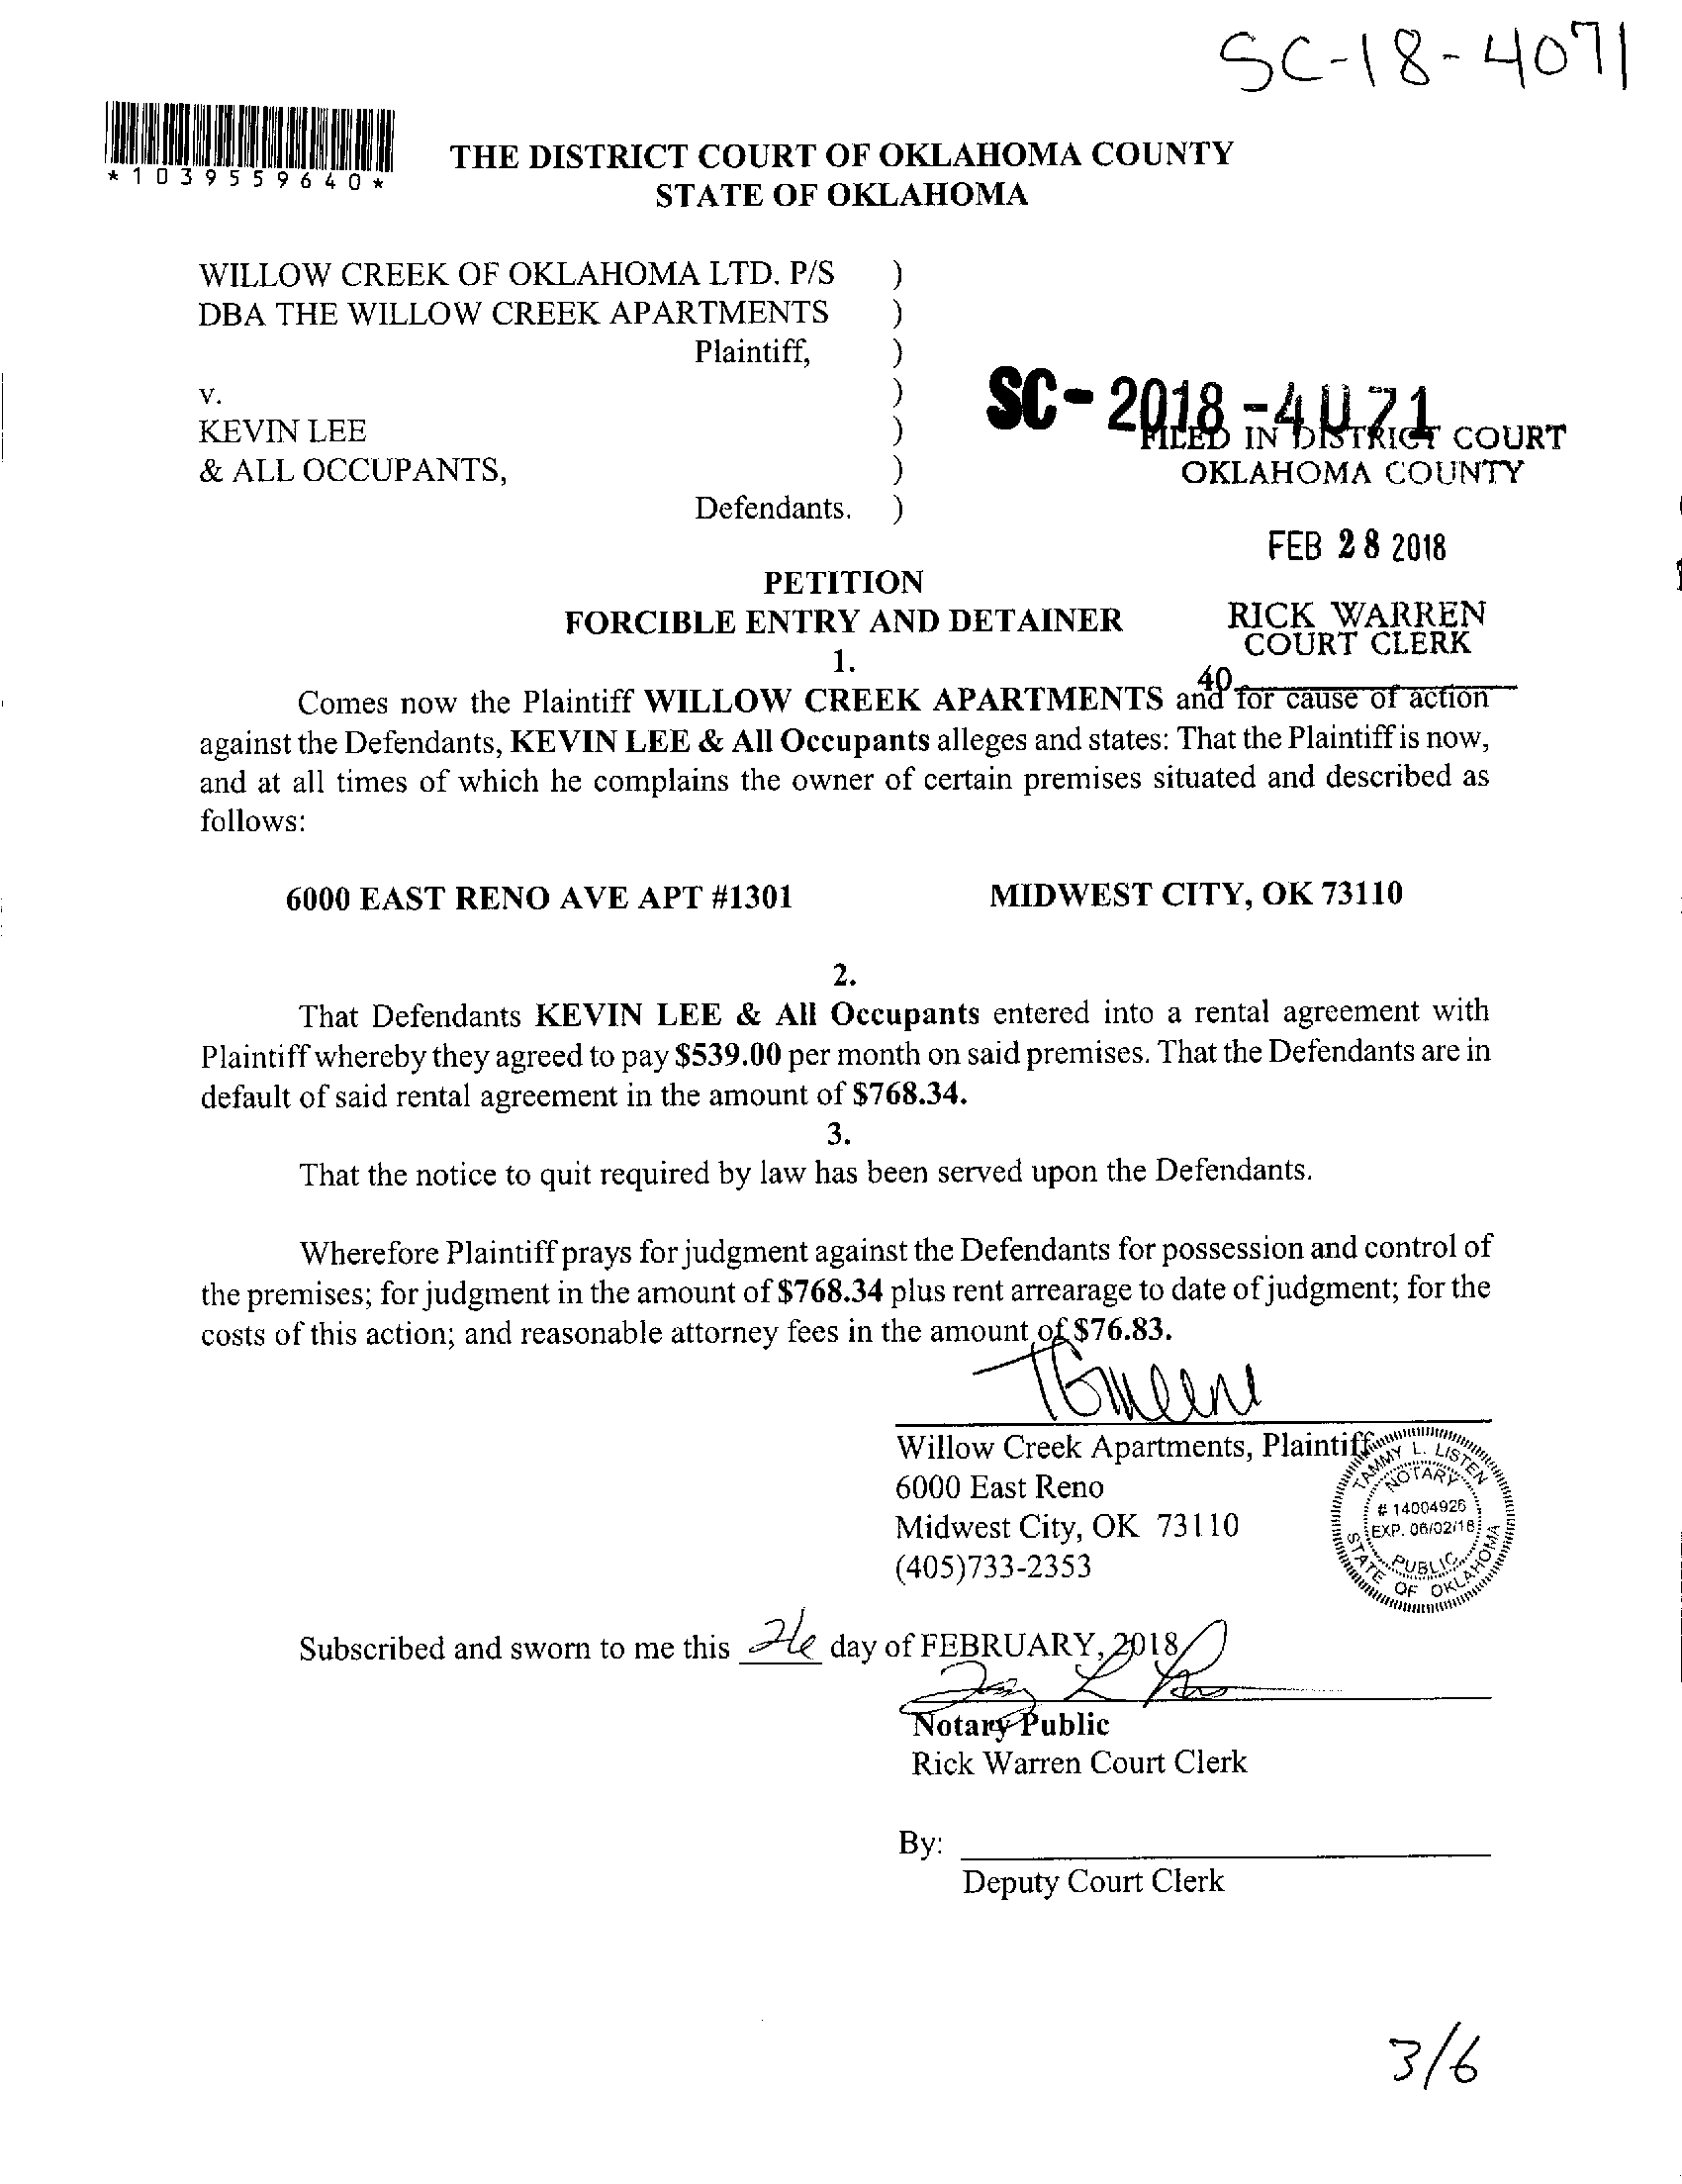 SC-18-4071
*1039559640*
THE DISTRICT COURT OF OKLAHOMA COUNTY
STATE OF OKLAHOMA
WILLOW CREEK OF OKLAHOMA LTD. P/S )
DBA THE WILLOW CREEK APARTMENTS )
Plaintiff, )
v. )
KEVIN LEE )
& ALL OCCUPANTS, )
Defendants. )
SC-2018-4071
FILED IN DISTRICT COURT
OKLAHOMA COUNTY
FEB 28 2018
RICK WARREN
COURT CLERK
40
PETITION
FORCIBLE ENTRY AND DETAINER
1.
Comes now the Plaintiff WILLOW CREEK APARTMENTS and for cause of action
against the Defendants, KEVIN LEE & All Occupants alleges and states: That the Plaintiff is now,
and at all times of which he complains the owner of certain premises situated and described as
follows:
6000 EAST RENO AVE APT #1301 MIDWEST CITY, OK 73110
2.
That Defendants KEVIN LEE & All Occupants entered into a rental agreement with
Plaintiff whereby they agreed to pay $539.00 per month on said premises. That the Defendants are in
default of said rental agreement in the amount of $768.34.
3.
That the notice to quit required by law has been served upon the Defendants.
Wherefore Plaintiff prays for judgment against the Defendants for possession and control of
the premises; for judgment in the amount of $768.34 plus rent arrearage to date of judgment; for the
costs of this action; and reasonable attorney fees in the amount of $76.83.
Willow Creek Apartments, Plaintiff
6000 East Reno
Midwest City, OK 73110
(405)733-2353
TAMMY L. LISTEN
NOTARY
# 14004926
EXP. 06/02/18
PUBLIC
STATE OF OKLAHOMA
Subscribed and sworn to me this 26 day of FEBRUARY, 2018
Notary Public
Rick Warren Court Clerk
By:
Deputy Court Clerk
3/6